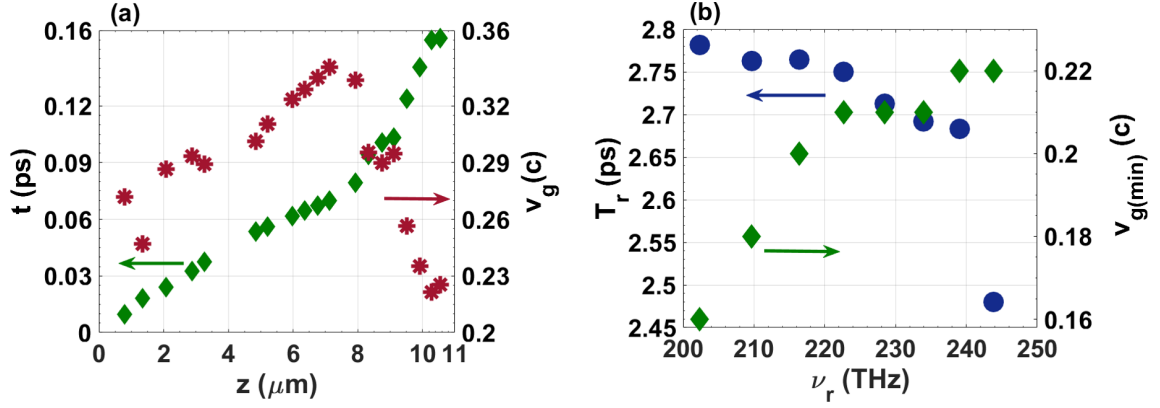 (a)
0.16
0.12
0.09
0.06
0.03
0
t (ps)
0.36
0.32
0.29
0.26
0.23
0.2
v_g (c)
0 2 4 6 8 10 11
z (μm)
(b)
2.8
2.75
2.7
2.65
2.6
2.55
2.5
2.45
T_r (ps)
0.22
0.2
0.18
0.16
v_g(min) (c)
200 210 220 230 240 250
ν_r (THz)